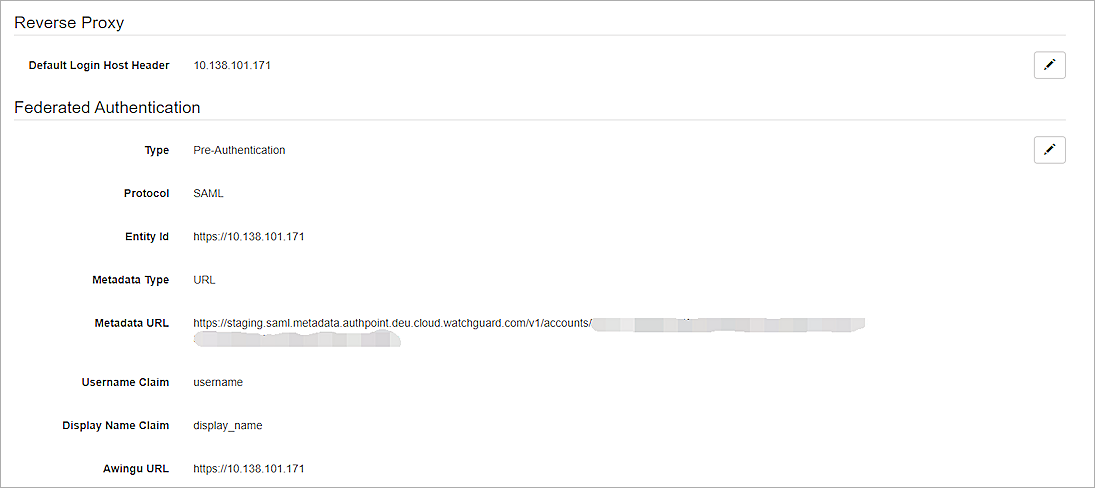 Reverse Proxy
Default Login Host Header 10.138.101.171
Federated Authentication
Type Pre-Authentication
Protocol SAML
Entity Id https://10.138.101.171
Metadata Type URL
Metadata URL https://staging.saml.metadata.authpoint.deu.cloud.watchguard.com/v1/accounts/
Username Claim username
Display Name Claim display_name
Awingu URL https://10.138.101.171